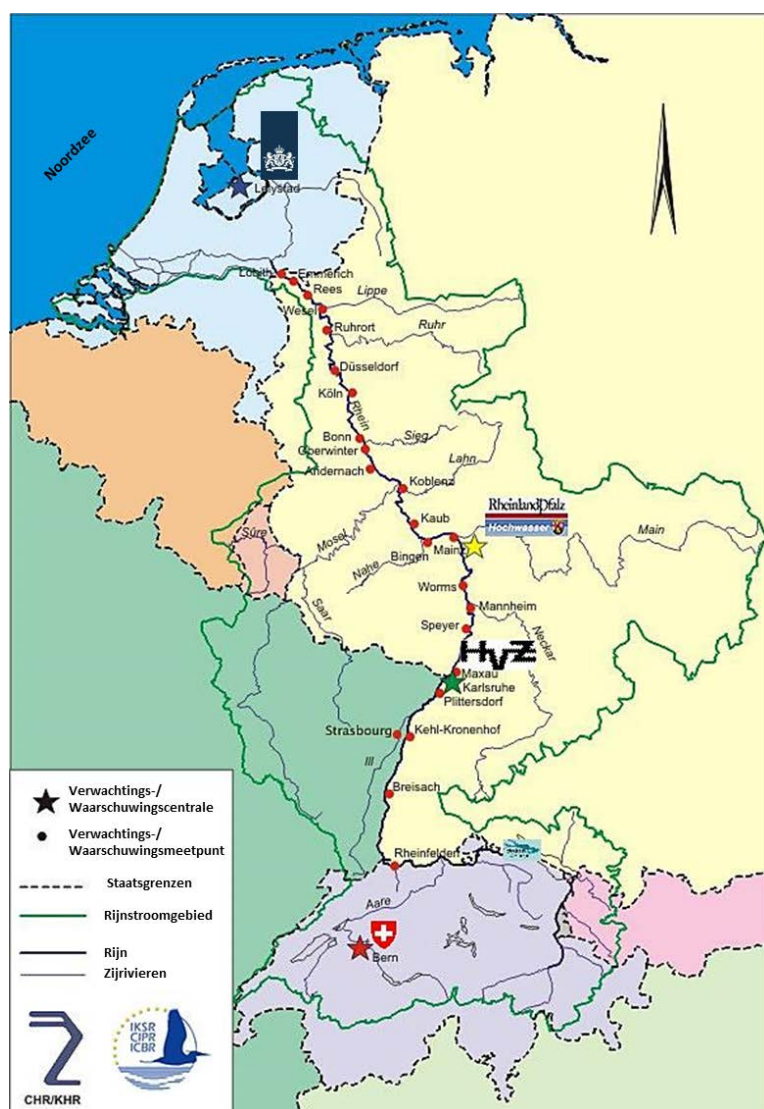 Noordzee
Lelystad
Lobith
Emmerich
Rees
Lippe
Wesel
Ruhrort
Ruhr
Düsseldorf
Köln
Rhein
Bonn
Sieg
Oberwinter
Lahn
Andernach
Koblenz
RheinlandPfalz
Hochwasser
Kaub
Main
Mosel
Sûre
Bingen
Mainz
Nahe
Worms
Saar
Mannheim
Speyer
Neckar
HVZ
Maxau
Karlsruhe
Plittersdorf
Strasbourg
Kehl-Kronenhof
Ill
Breisach
Rheinfelden
Aare
Bern
Verwachtings-/
Waarschuwingscentrale
Verwachtings-/
Waarschuwingsmeetpunt
Staatsgrenzen
Rijnstroomgebied
Rijn
Zijrivieren
CHR/KHR
IKSR
CIPR
ICBR